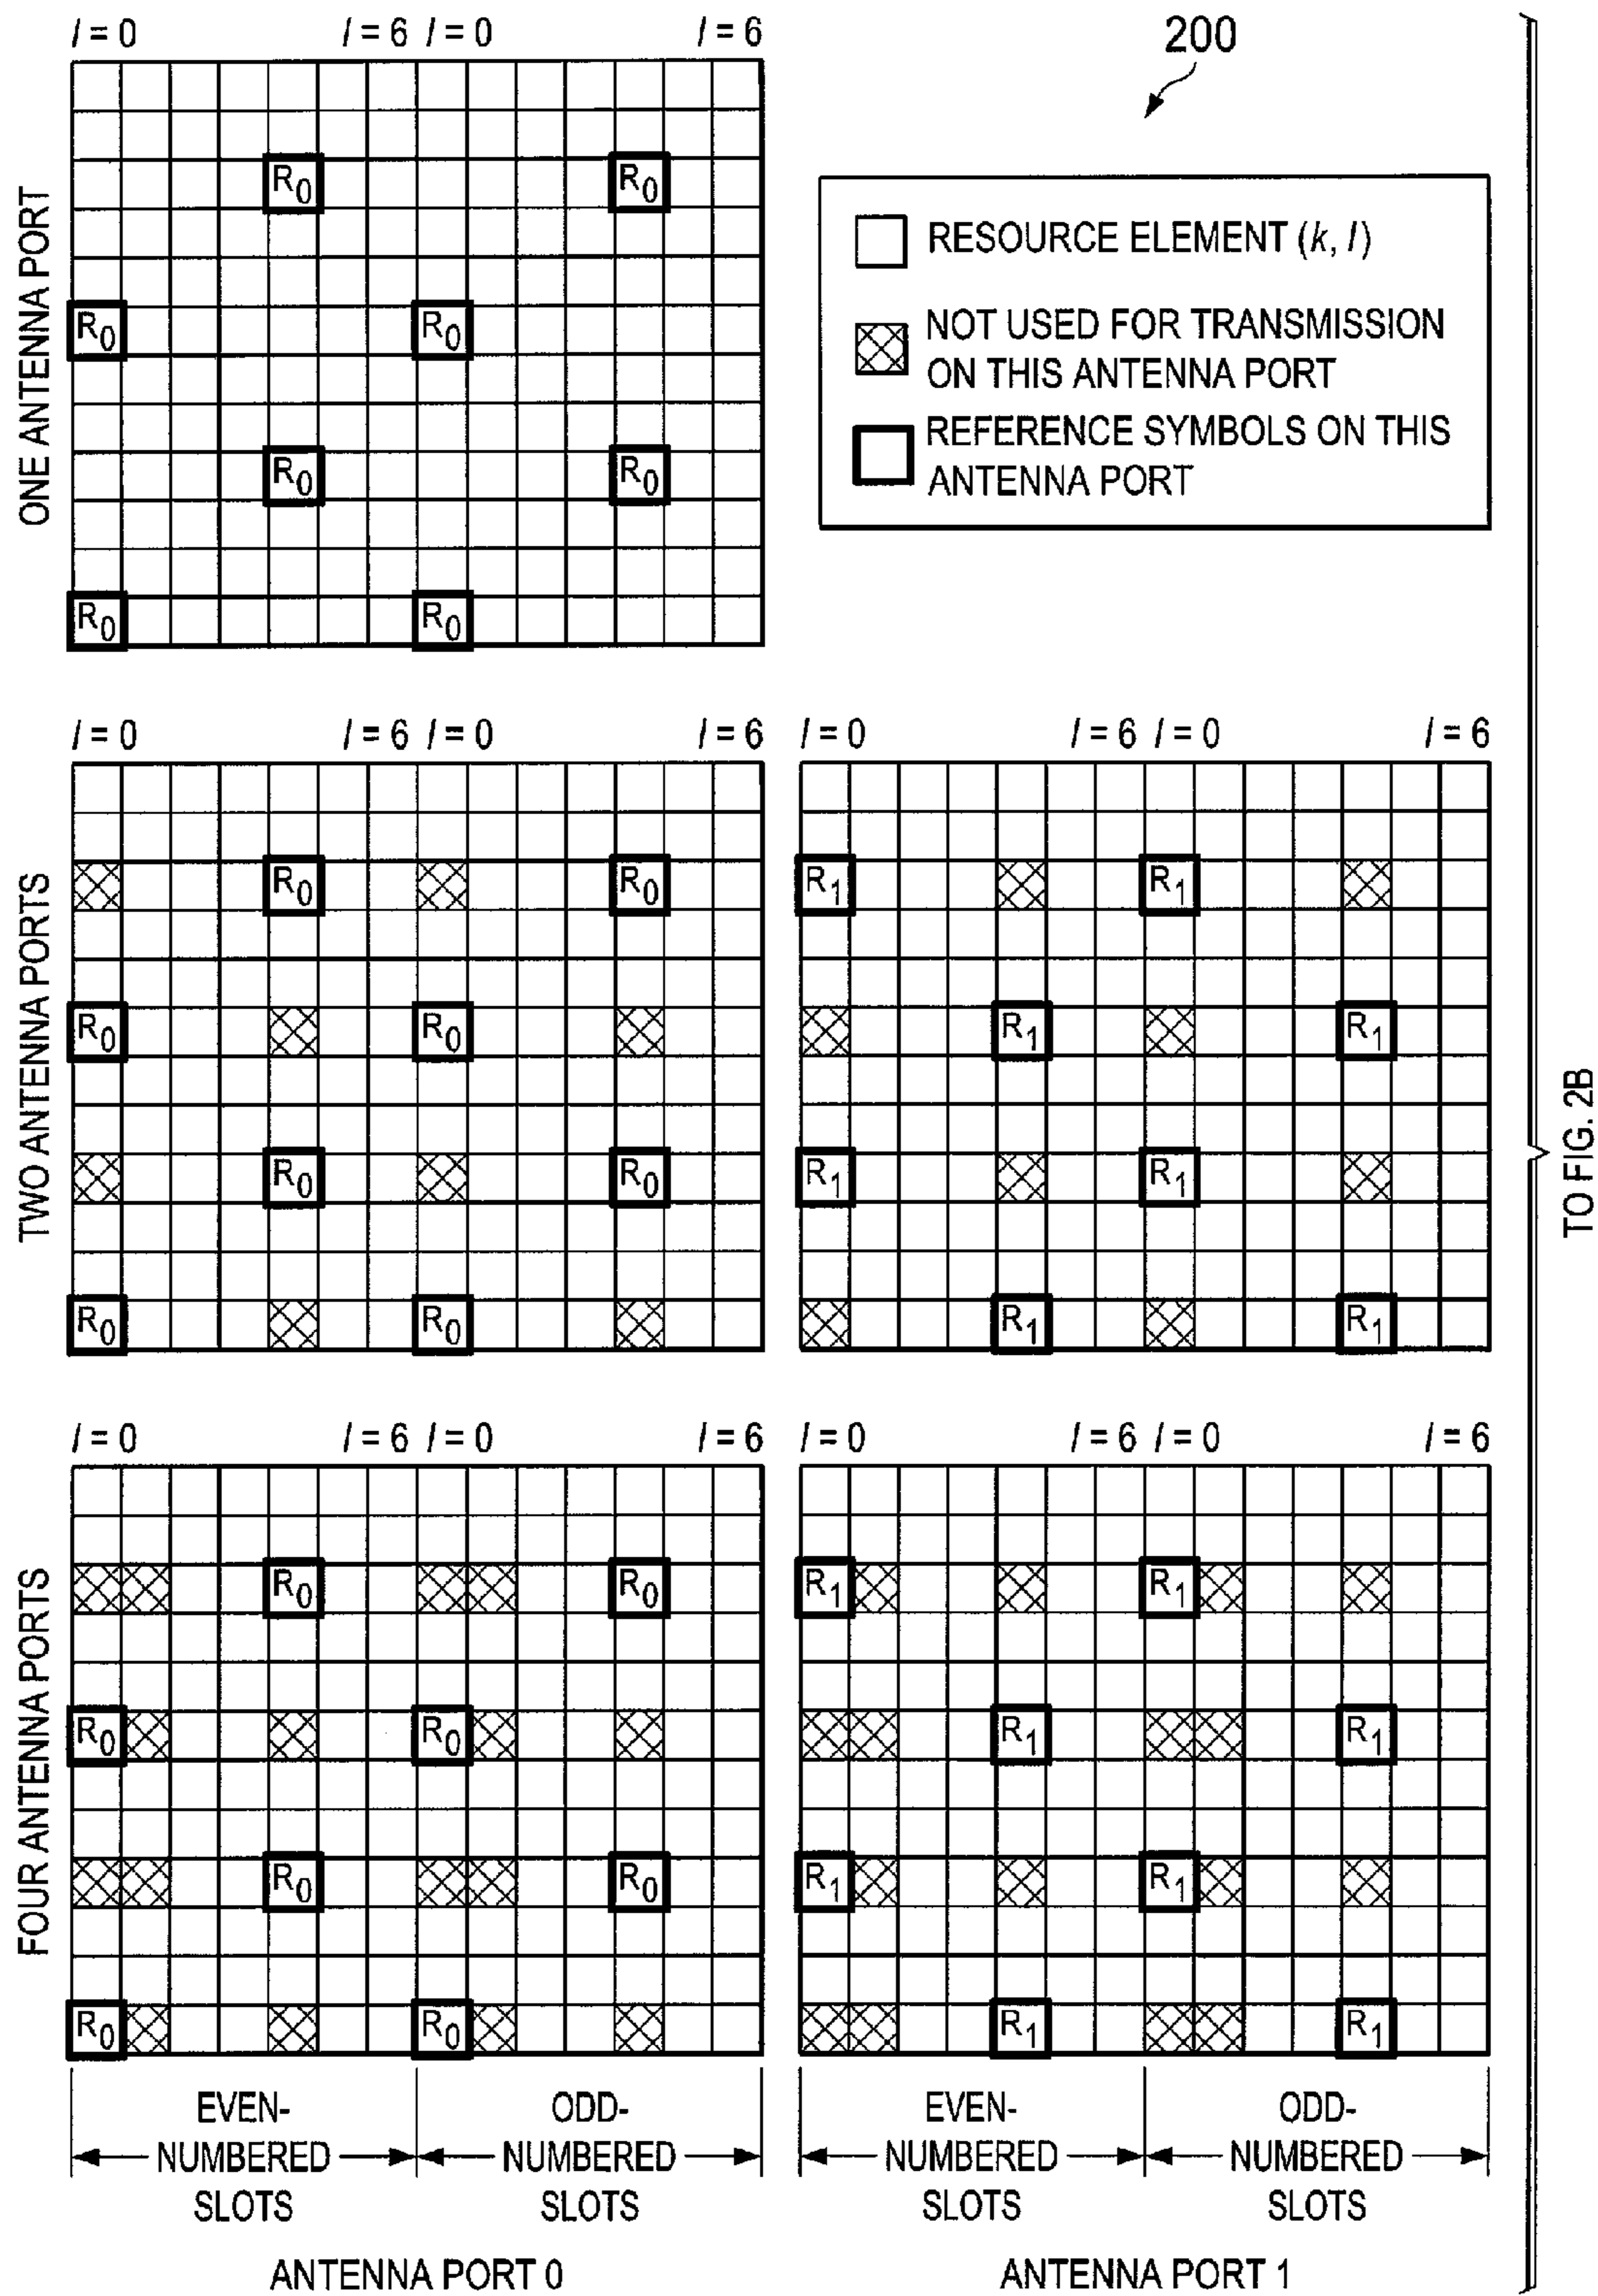 l = 0 l = 6 l = 0 l = 6
200
ONE ANTENNA PORT
R0 R0
R0 R0
R0 R0
R0 R0
RESOURCE ELEMENT (k, l)
NOT USED FOR TRANSMISSION
ON THIS ANTENNA PORT
REFERENCE SYMBOLS ON THIS
ANTENNA PORT
l = 0 l = 6 l = 0 l = 6 l = 0 l = 6 l = 0 l = 6
TWO ANTENNA PORTS
R0 R0 R1 R1
R0 R0 R1 R1
R0 R0 R1 R1
R0 R0 R1 R1
TO FIG. 2B
l = 0 l = 6 l = 0 l = 6 l = 0 l = 6 l = 0 l = 6
FOUR ANTENNA PORTS
R0 R0 R1 R1
R0 R0 R1 R1
R0 R0 R1 R1
R0 R0 R1 R1
EVEN- ODD- EVEN- ODD-
NUMBERED NUMBERED NUMBERED NUMBERED
SLOTS SLOTS SLOTS SLOTS
ANTENNA PORT 0 ANTENNA PORT 1